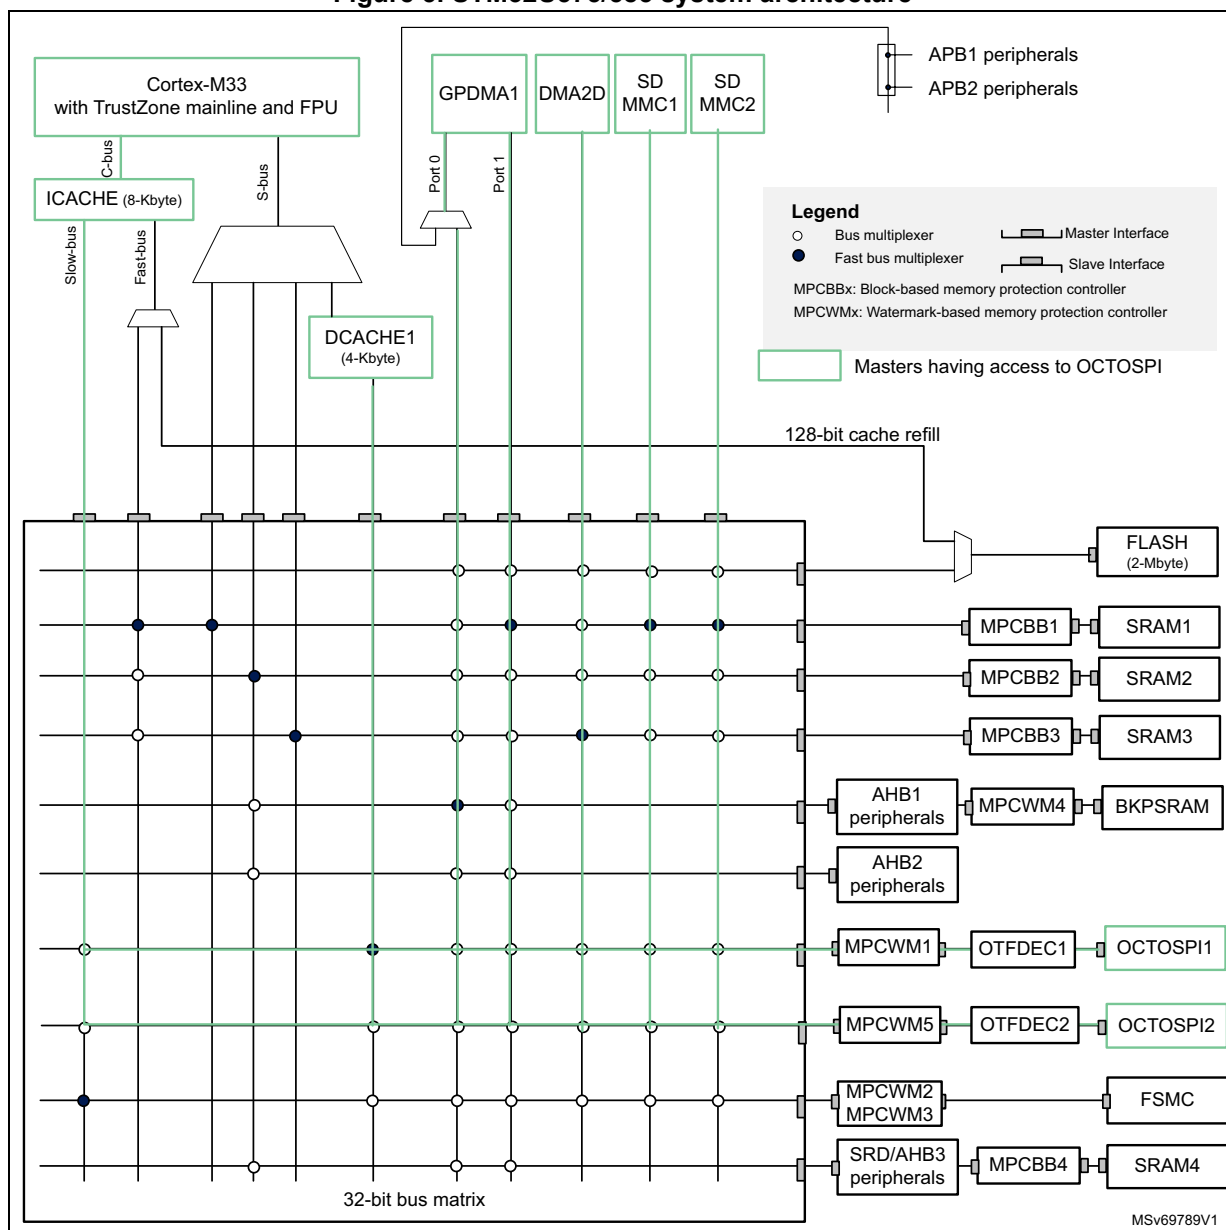 Cortex-M33
with TrustZone mainline and FPU
C-bus
S-bus
ICACHE (8-Kbyte)
Slow-bus
Fast-bus
DCACHE1
(4-Kbyte)
GPDMA1
Port 0
Port 1
DMA2D
SD
MMC1
SD
MMC2
APB1 peripherals
APB2 peripherals
Legend
Bus multiplexer
Fast bus multiplexer
Master Interface
Slave Interface
MPCBBx: Block-based memory protection controller
MPCWMx: Watermark-based memory protection controller
Masters having access to OCTOSPI
128-bit cache refill
FLASH
(2-Mbyte)
MPCBB1
SRAM1
MPCBB2
SRAM2
MPCBB3
SRAM3
AHB1
peripherals
MPCWM4
BKPSRAM
AHB2
peripherals
MPCWM1
OTFDEC1
OCTOSPI1
MPCWM5
OTFDEC2
OCTOSPI2
MPCWM2
MPCWM3
FSMC
SRD/AHB3
peripherals
MPCBB4
SRAM4
32-bit bus matrix
MSv69789V1